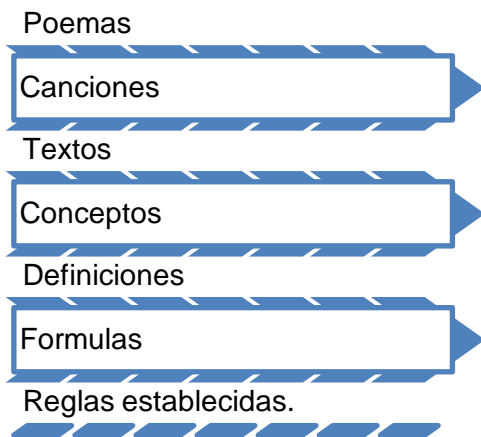 Poemas
Canciones
Textos
Conceptos
Definiciones
Formulas
Reglas establecidas.